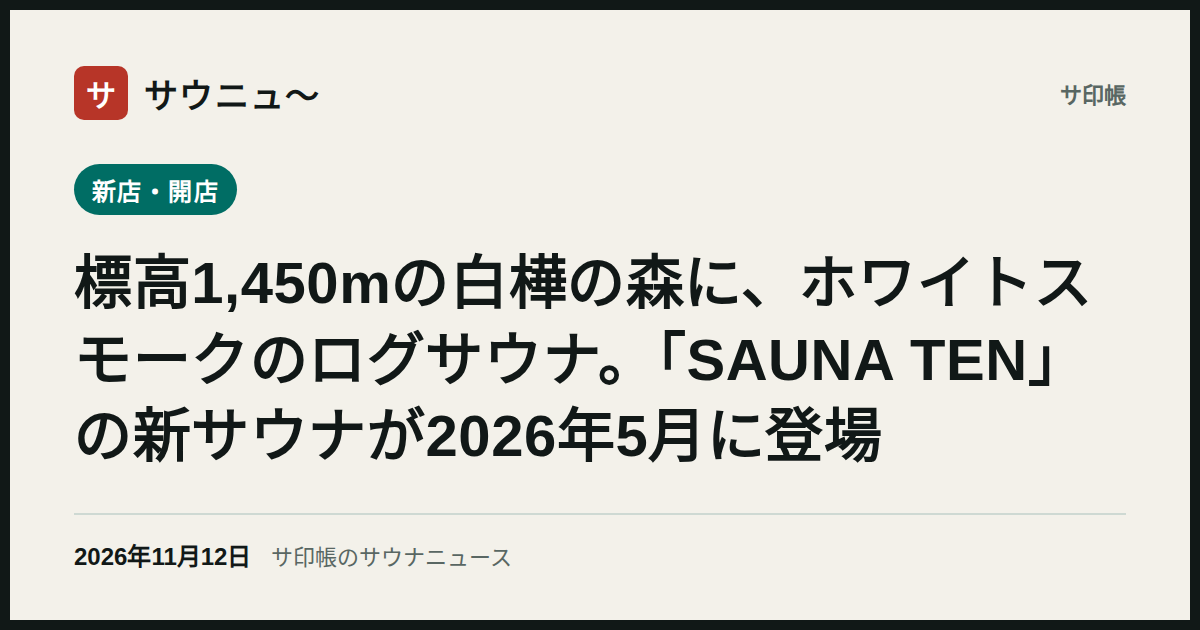 サ サウニュ〜
サ印帳
新店・開店
標高1,450mの白樺の森に、ホワイトス
モークのログサウナ。「SAUNA TEN」
の新サウナが2026年5月に登場
2026年11月12日 サ印帳のサウナニュース